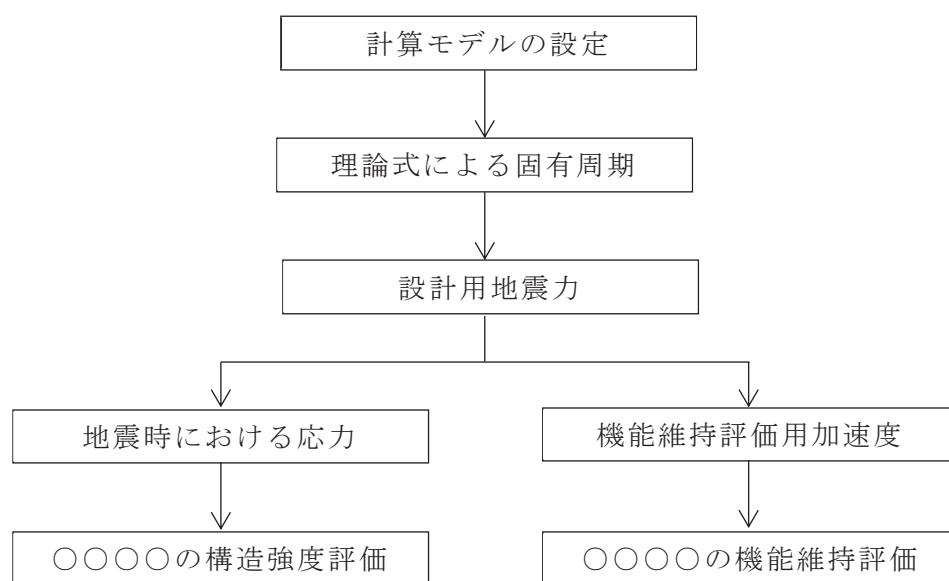 計算モデルの設定
理論式による固有周期
設計用地震力
地震時における応力
機能維持評価用加速度
○○○○の構造強度評価
○○○○の機能維持評価